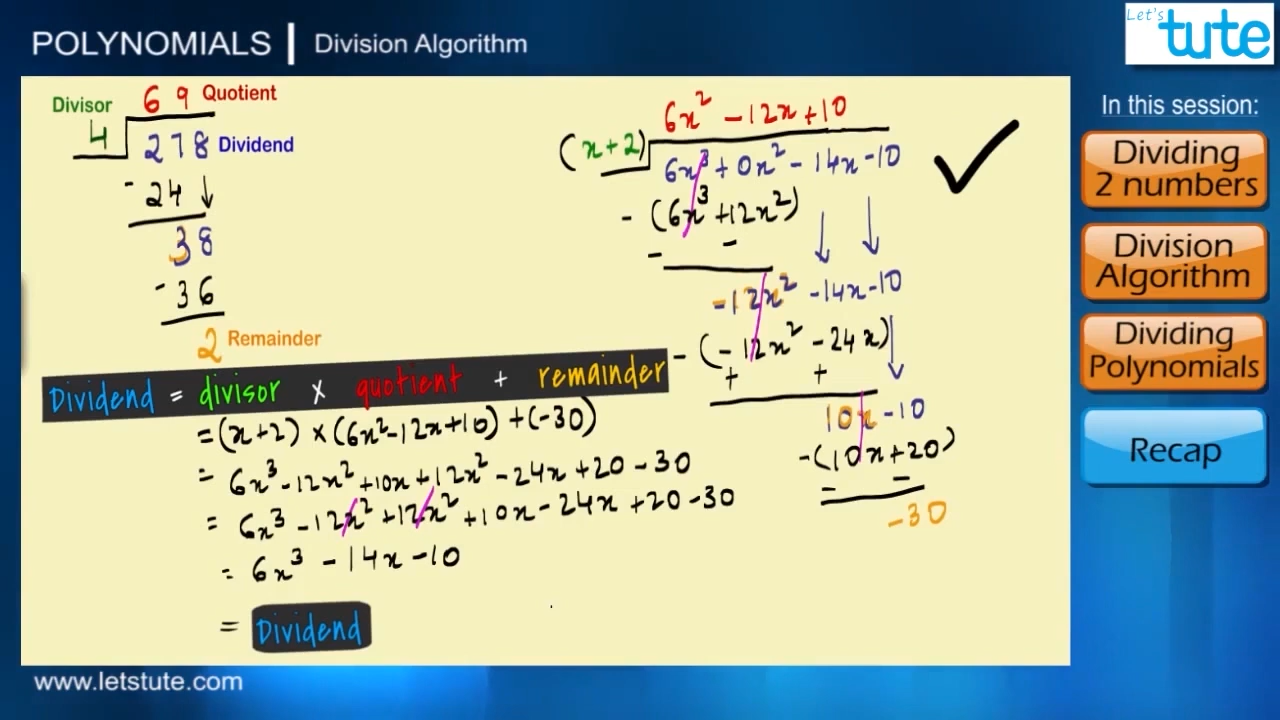 POLYNOMIALS | Division Algorithm
Let's tute
In this session:
Dividing 2 numbers
Division Algorithm
Dividing Polynomials
Recap
6 9 Quotient
Divisor
4 278 Dividend
- 24 ↓
38
- 36
2 Remainder
6x² - 12x + 10
(x+2) 6x³ + 0x² - 14x - 10 ✓
- (6x³ + 12x²)
- - ↓ ↓
-12x² - 14x - 10
- (-12x² - 24x) ↓
+ +
10x - 10
- (10x + 20)
- -
-30
Dividend = divisor x quotient + remainder
= (x+2) x (6x² - 12x + 10) + (-30)
= 6x³ - 12x² + 10x + 12x² - 24x + 20 - 30
= 6x³ - 12x² + 12x² + 10x - 24x + 20 - 30
= 6x³ - 14x - 10
= Dividend
www.letstute.com